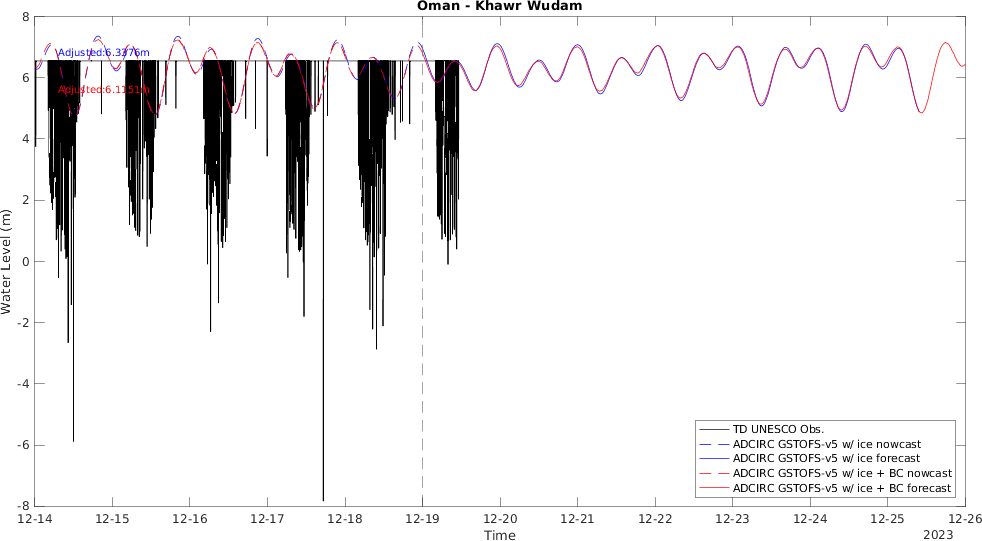 Oman - Khawr Wudam
8
6
4
2
0
-2
-4
-6
-8
Water Level (m)
Adjusted:6.3376m
TD UNESCO Obs.
ADCIRC GSTOFS-v5 w/ ice nowcast
ADCIRC GSTOFS-v5 w/ ice forecast
ADCIRC GSTOFS-v5 w/ ice + BC nowcast
ADCIRC GSTOFS-v5 w/ ice + BC forecast
12-14 12-15 12-16 12-17 12-18 12-19 12-20 12-21 12-22 12-23 12-24 12-25 12-26
Time
2023